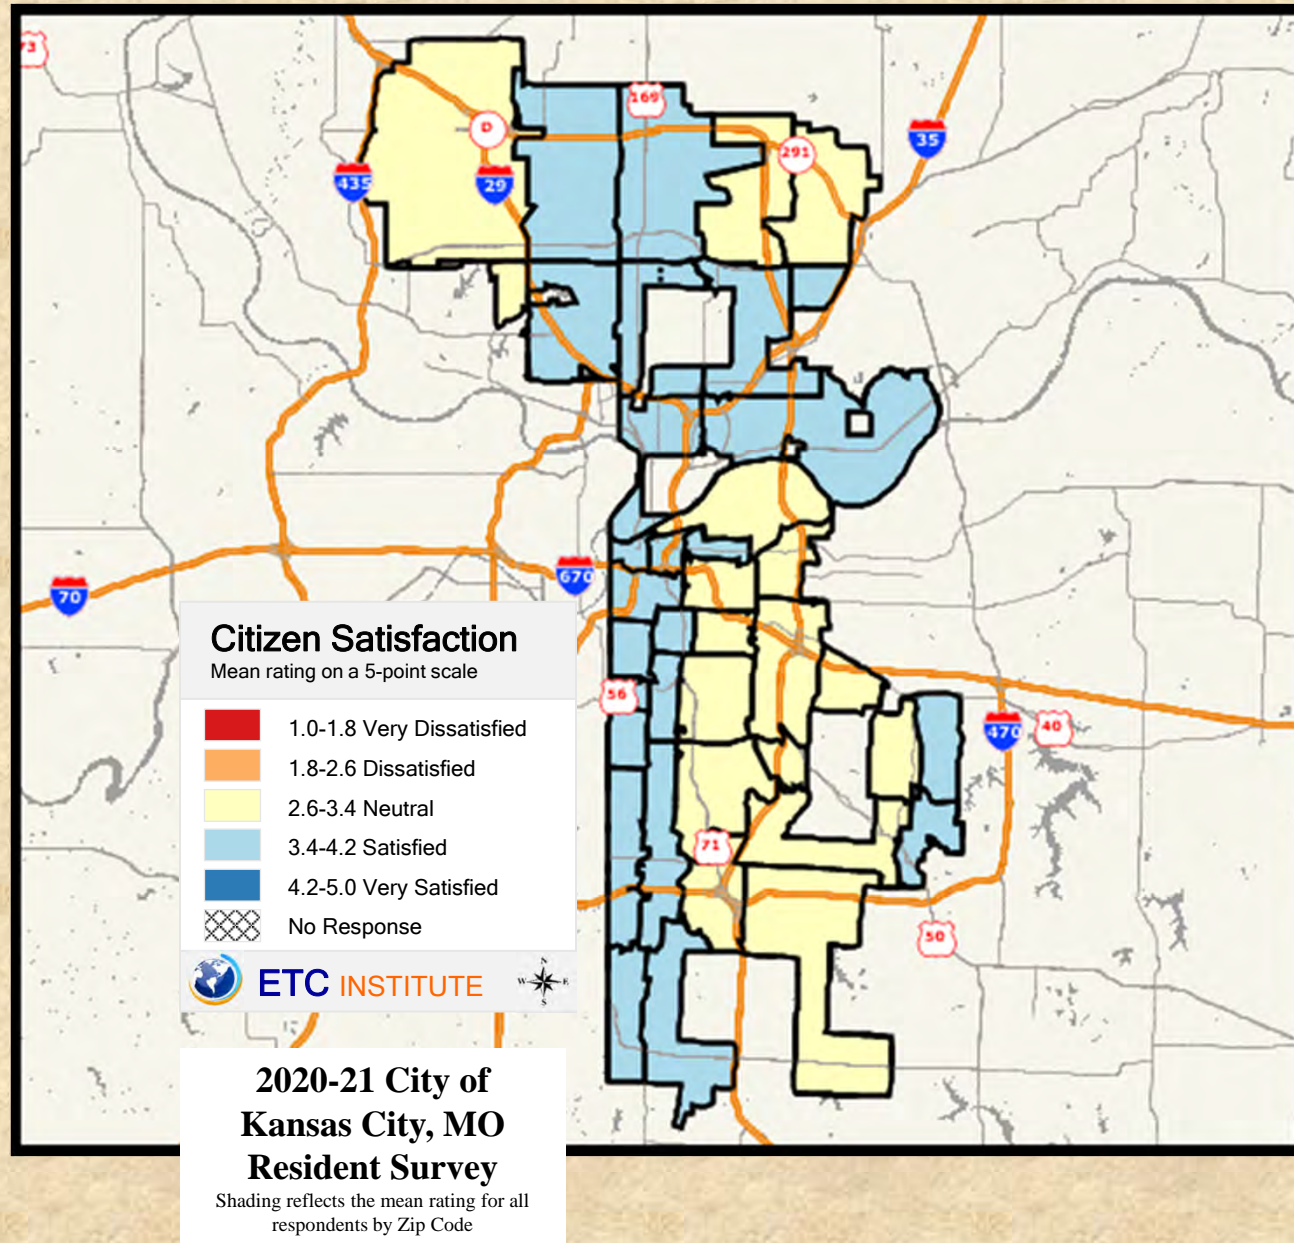 73
169
D
291
35
435
29
70
670
56
40
470
71
50
Citizen Satisfaction
Mean rating on a 5-point scale
1.0-1.8 Very Dissatisfied
1.8-2.6 Dissatisfied
2.6-3.4 Neutral
3.4-4.2 Satisfied
4.2-5.0 Very Satisfied
No Response
ETC INSTITUTE
N
W E
S
2020-21 City of
Kansas City, MO
Resident Survey
Shading reflects the mean rating for all
respondents by Zip Code